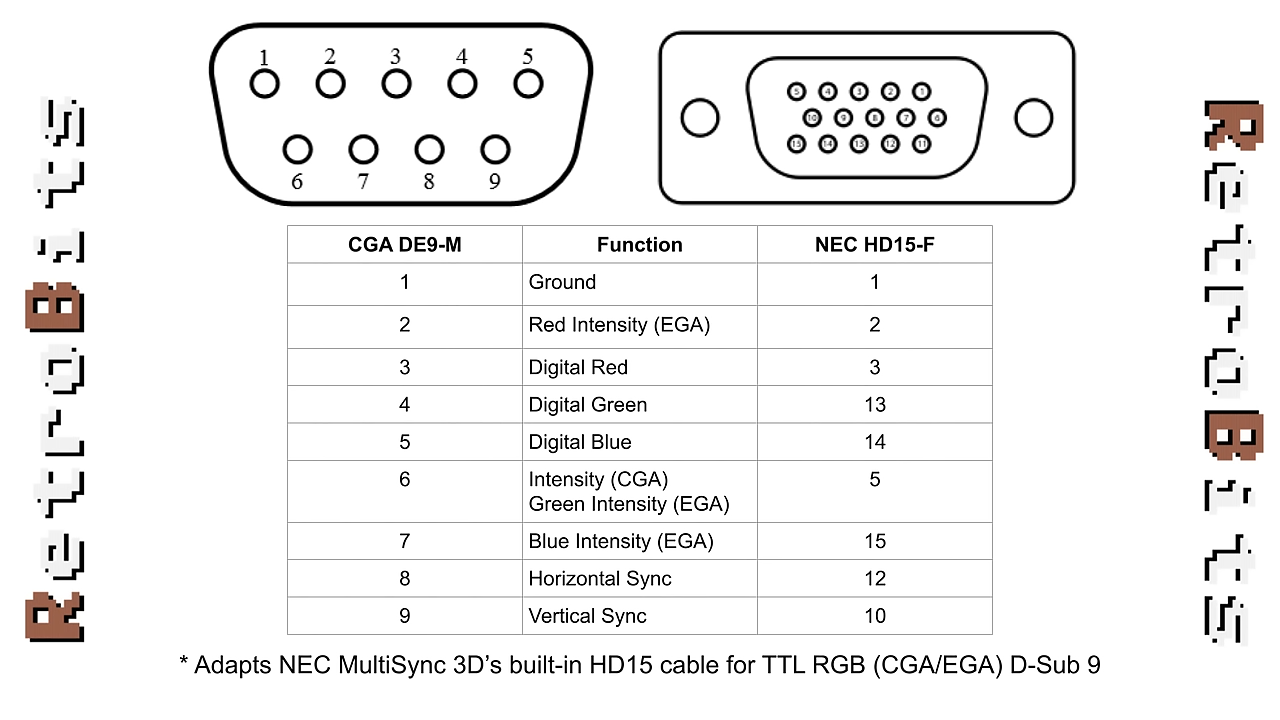 RetroBits
1 2 3 4 5
6 7 8 9
5 4 3 2 1
10 9 8 7 6
15 14 13 12 11
CGA DE9-M Function NEC HD15-F
1 Ground 1
2 Red Intensity (EGA) 2
3 Digital Red 3
4 Digital Green 13
5 Digital Blue 14
6 Intensity (CGA) 5
Green Intensity (EGA)
7 Blue Intensity (EGA) 15
8 Horizontal Sync 12
9 Vertical Sync 10
* Adapts NEC MultiSync 3D's built-in HD15 cable for TTL RGB (CGA/EGA) D-Sub 9
RetroBits